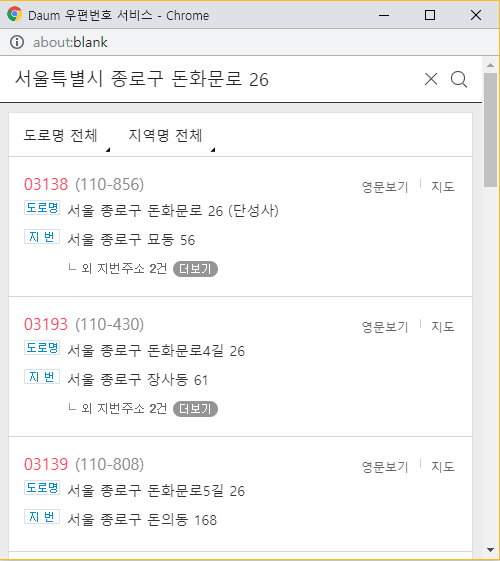 Daum 우편번호 서비스 - Chrome
about:blank
서울특별시 종로구 돈화문로 26
도로명 전체 지역명 전체
03138 (110-856) 영문보기 지도
도로명 서울 종로구 돈화문로 26 (단성사)
지 번 서울 종로구 묘동 56
└ 외 지번주소 2건 더보기
03193 (110-430) 영문보기 지도
도로명 서울 종로구 돈화문로4길 26
지 번 서울 종로구 장사동 61
└ 외 지번주소 2건 더보기
03139 (110-808) 영문보기 지도
도로명 서울 종로구 돈화문로5길 26
지 번 서울 종로구 돈의동 168